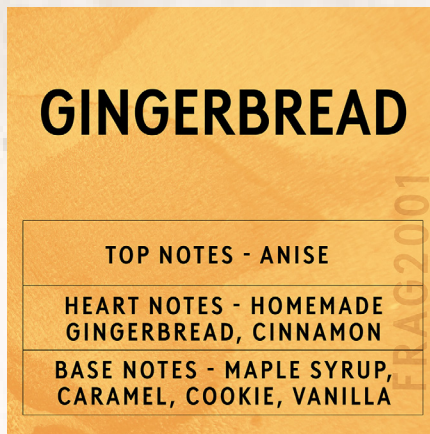 GINGERBREAD
TOP NOTES - ANISE
HEART NOTES - HOMEMADE
GINGERBREAD, CINNAMON
BASE NOTES - MAPLE SYRUP,
CARAMEL, COOKIE, VANILLA
FRAG2001